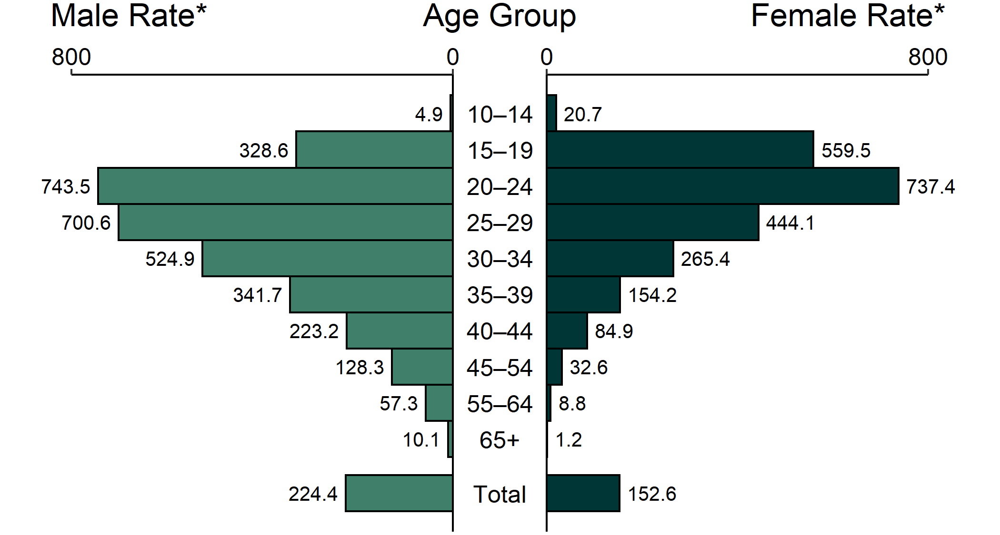 Male Rate* Age Group Female Rate*
800 0 0 800
4.9 10–14 20.7
328.6 15–19 559.5
743.5 20–24 737.4
700.6 25–29 444.1
524.9 30–34 265.4
341.7 35–39 154.2
223.2 40–44 84.9
128.3 45–54 32.6
57.3 55–64 8.8
10.1 65+ 1.2
224.4 Total 152.6